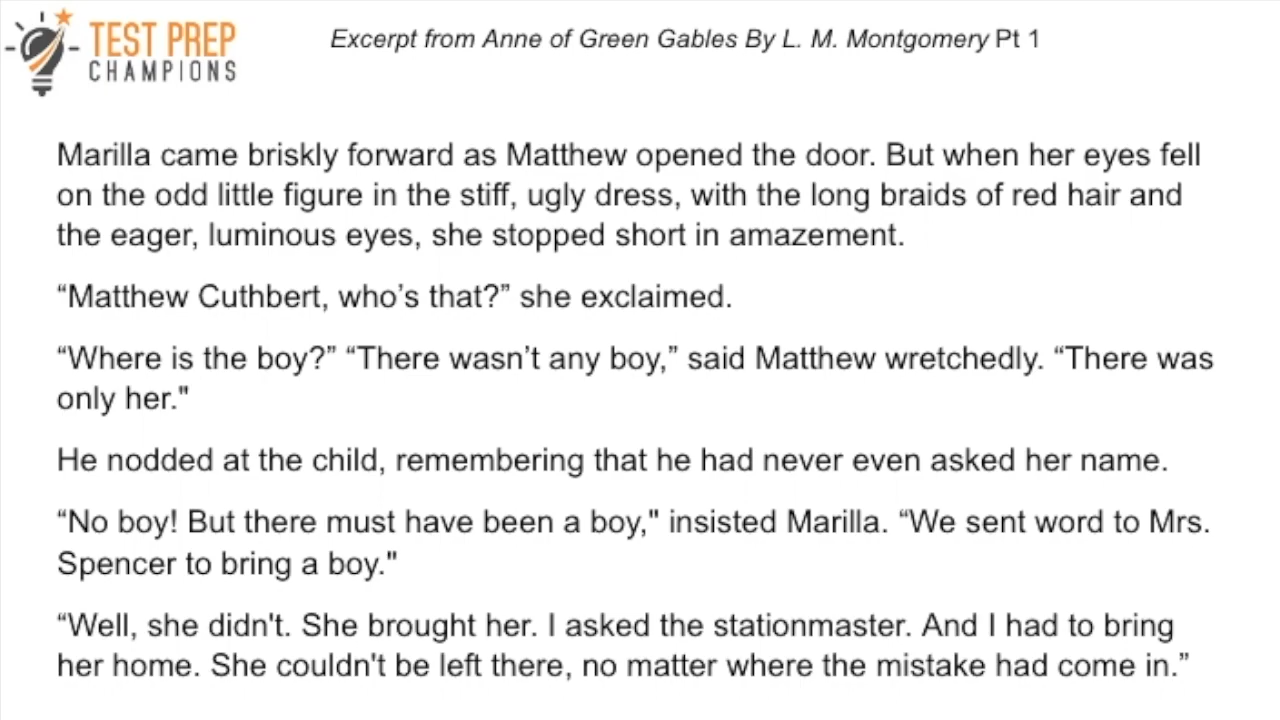 TEST PREP
CHAMPIONS
Excerpt from Anne of Green Gables By L. M. Montgomery Pt 1
Marilla came briskly forward as Matthew opened the door. But when her eyes fell
on the odd little figure in the stiff, ugly dress, with the long braids of red hair and
the eager, luminous eyes, she stopped short in amazement.
“Matthew Cuthbert, who’s that?” she exclaimed.
“Where is the boy?” “There wasn’t any boy,” said Matthew wretchedly. “There was
only her."
He nodded at the child, remembering that he had never even asked her name.
“No boy! But there must have been a boy," insisted Marilla. “We sent word to Mrs.
Spencer to bring a boy."
“Well, she didn't. She brought her. I asked the stationmaster. And I had to bring
her home. She couldn't be left there, no matter where the mistake had come in.”